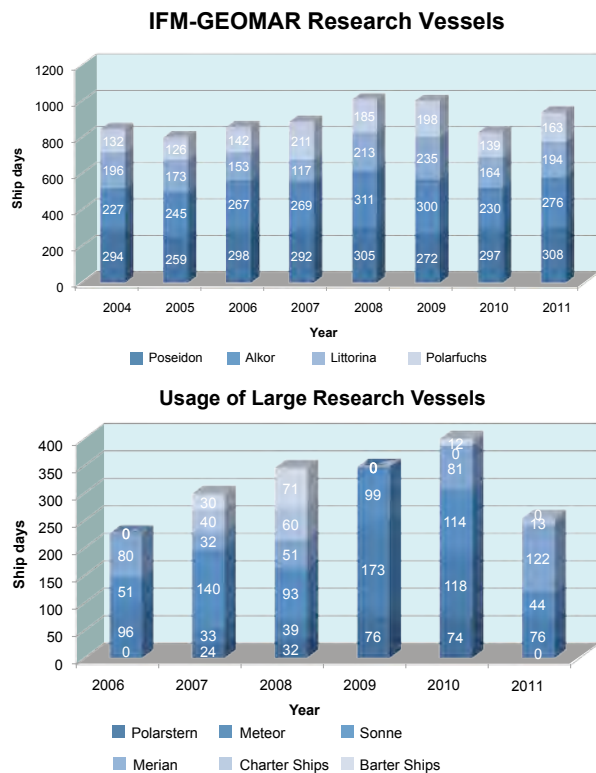 IFM-GEOMAR Research Vessels
1200
1000
800
600
400
200
0
Ship days
132 126 142 211 185 198 139 163
196 173 153 117 213 235 164 194
227 245 267 269 311 300 230 276
294 259 298 292 305 272 297 308
2004 2005 2006 2007 2008 2009 2010 2011
Year
Poseidon Alkor Littorina Polarfuchs
Usage of Large Research Vessels
400
350
300
250
200
150
100
50
0
Ship days
0 80 51 96 0
30 40 32 140 33 24
71 60 51 93 39 32
0 99 173 76
12 0 81 114 118 74
0 13 122 44 76 0
2006 2007 2008 2009 2010 2011
Year
Polarstern Meteor Sonne
Merian Charter Ships Barter Ships